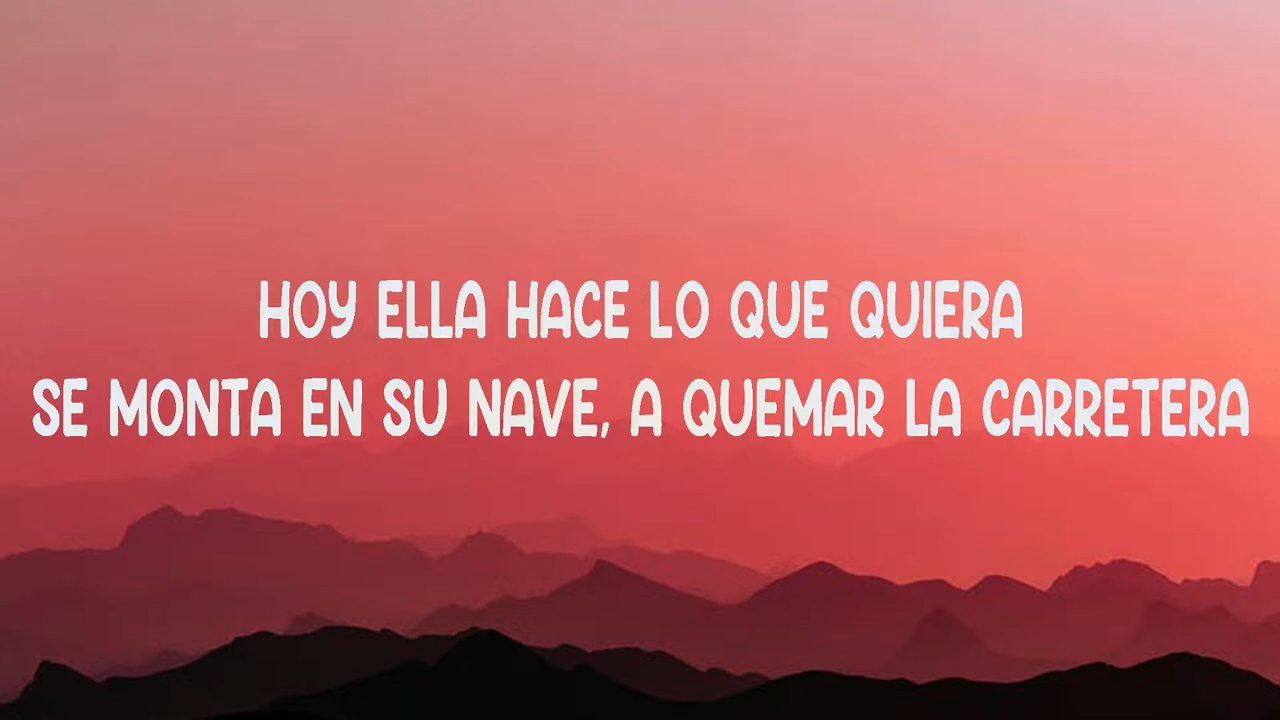 HOY ELLA HACE LO QUE QUIERA
SE MONTA EN SU NAVE, A QUEMAR LA CARRETERA